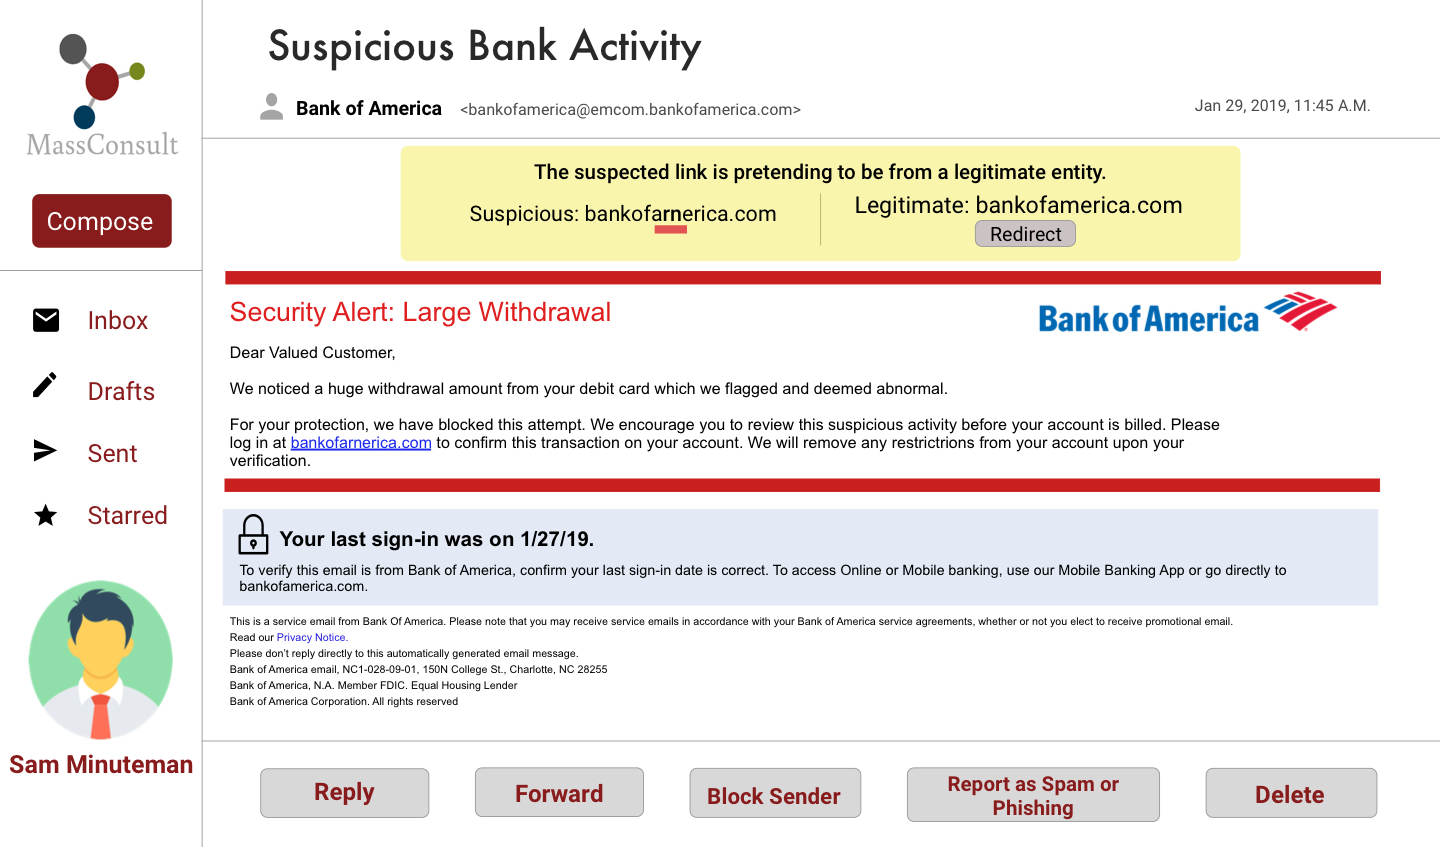 MassConsult
Compose
Inbox
Drafts
Sent
Starred
Sam Minuteman
Suspicious Bank Activity
Bank of America <bankofamerica@emcom.bankofamerica.com>
Jan 29, 2019, 11:45 A.M.
The suspected link is pretending to be from a legitimate entity.
Suspicious: bankofarnerica.com
Legitimate: bankofamerica.com
Redirect
Security Alert: Large Withdrawal
Bank of America
Dear Valued Customer,
We noticed a huge withdrawal amount from your debit card which we flagged and deemed abnormal.
For your protection, we have blocked this attempt. We encourage you to review this suspicious activity before your account is billed. Please
log in at bankofarnerica.com to confirm this transaction on your account. We will remove any restrictrions from your account upon your
verification.
Your last sign-in was on 1/27/19.
To verify this email is from Bank of America, confirm your last sign-in date is correct. To access Online or Mobile banking, use our Mobile Banking App or go directly to
bankofamerica.com.
This is a service email from Bank Of America. Please note that you may receive service emails in accordance with your Bank of America service agreements, whether or not you elect to receive promotional email.
Read our Privacy Notice.
Please don't reply directly to this automatically generated email message.
Bank of America email, NC1-028-09-01, 150N College St., Charlotte, NC 28255
Bank of America, N.A. Member FDIC. Equal Housing Lender
Bank of America Corporation. All rights reserved
Reply
Forward
Block Sender
Report as Spam or
Phishing
Delete